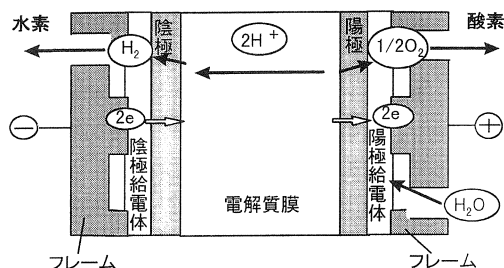 水素
酸素
陰極
陽極
H₂
2H⁺
1/2O₂
2e
2e
−
+
陰極給電体
陽極給電体
電解質膜
H₂O
フレーム
フレーム